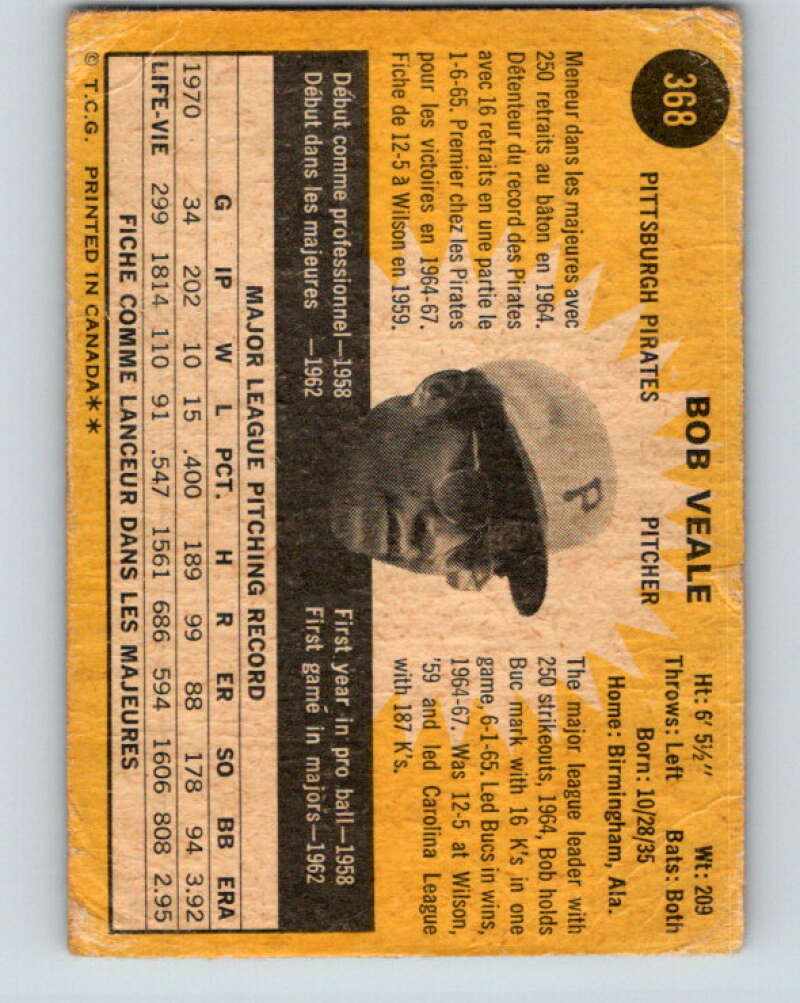 368
BOB VEALE
PITTSBURGH PIRATES PITCHER
Ht: 6' 5½" Wt: 209
Throws: Left Bats: Both
Born: 10/28/35
Home: Birmingham, Ala.
Meneur dans les majeures avec
250 retraits au bâton en 1964.
Détenteur du record des Pirates
avec 16 retraits en une partie le
1-6-65. Premier chez les Pirates
pour les victoires en 1964-67.
Fiche de 12-5 à Wilson en 1959.
P
The major league leader with
250 strikeouts, 1964, Bob holds
Buc mark with 16 K's in one
game, 6-1-65. Led Bucs in wins,
1964-67. Was 12-5 at Wilson,
'59 and led Carolina League
with 187 K's.
Début comme professionnel—1958
Début dans les majeures —1962
First year in pro ball—1958
First game in majors—1962
MAJOR LEAGUE PITCHING RECORD
G IP W L PCT. H R ER SO BB ERA
1970 34 202 10 15 .400 189 99 88 178 94 3.92
LIFE-VIE 299 1814 110 91 .547 1561 686 594 1606 808 2.95
FICHE COMME LANCEUR DANS LES MAJEURES
© T.C.G. PRINTED IN CANADA**